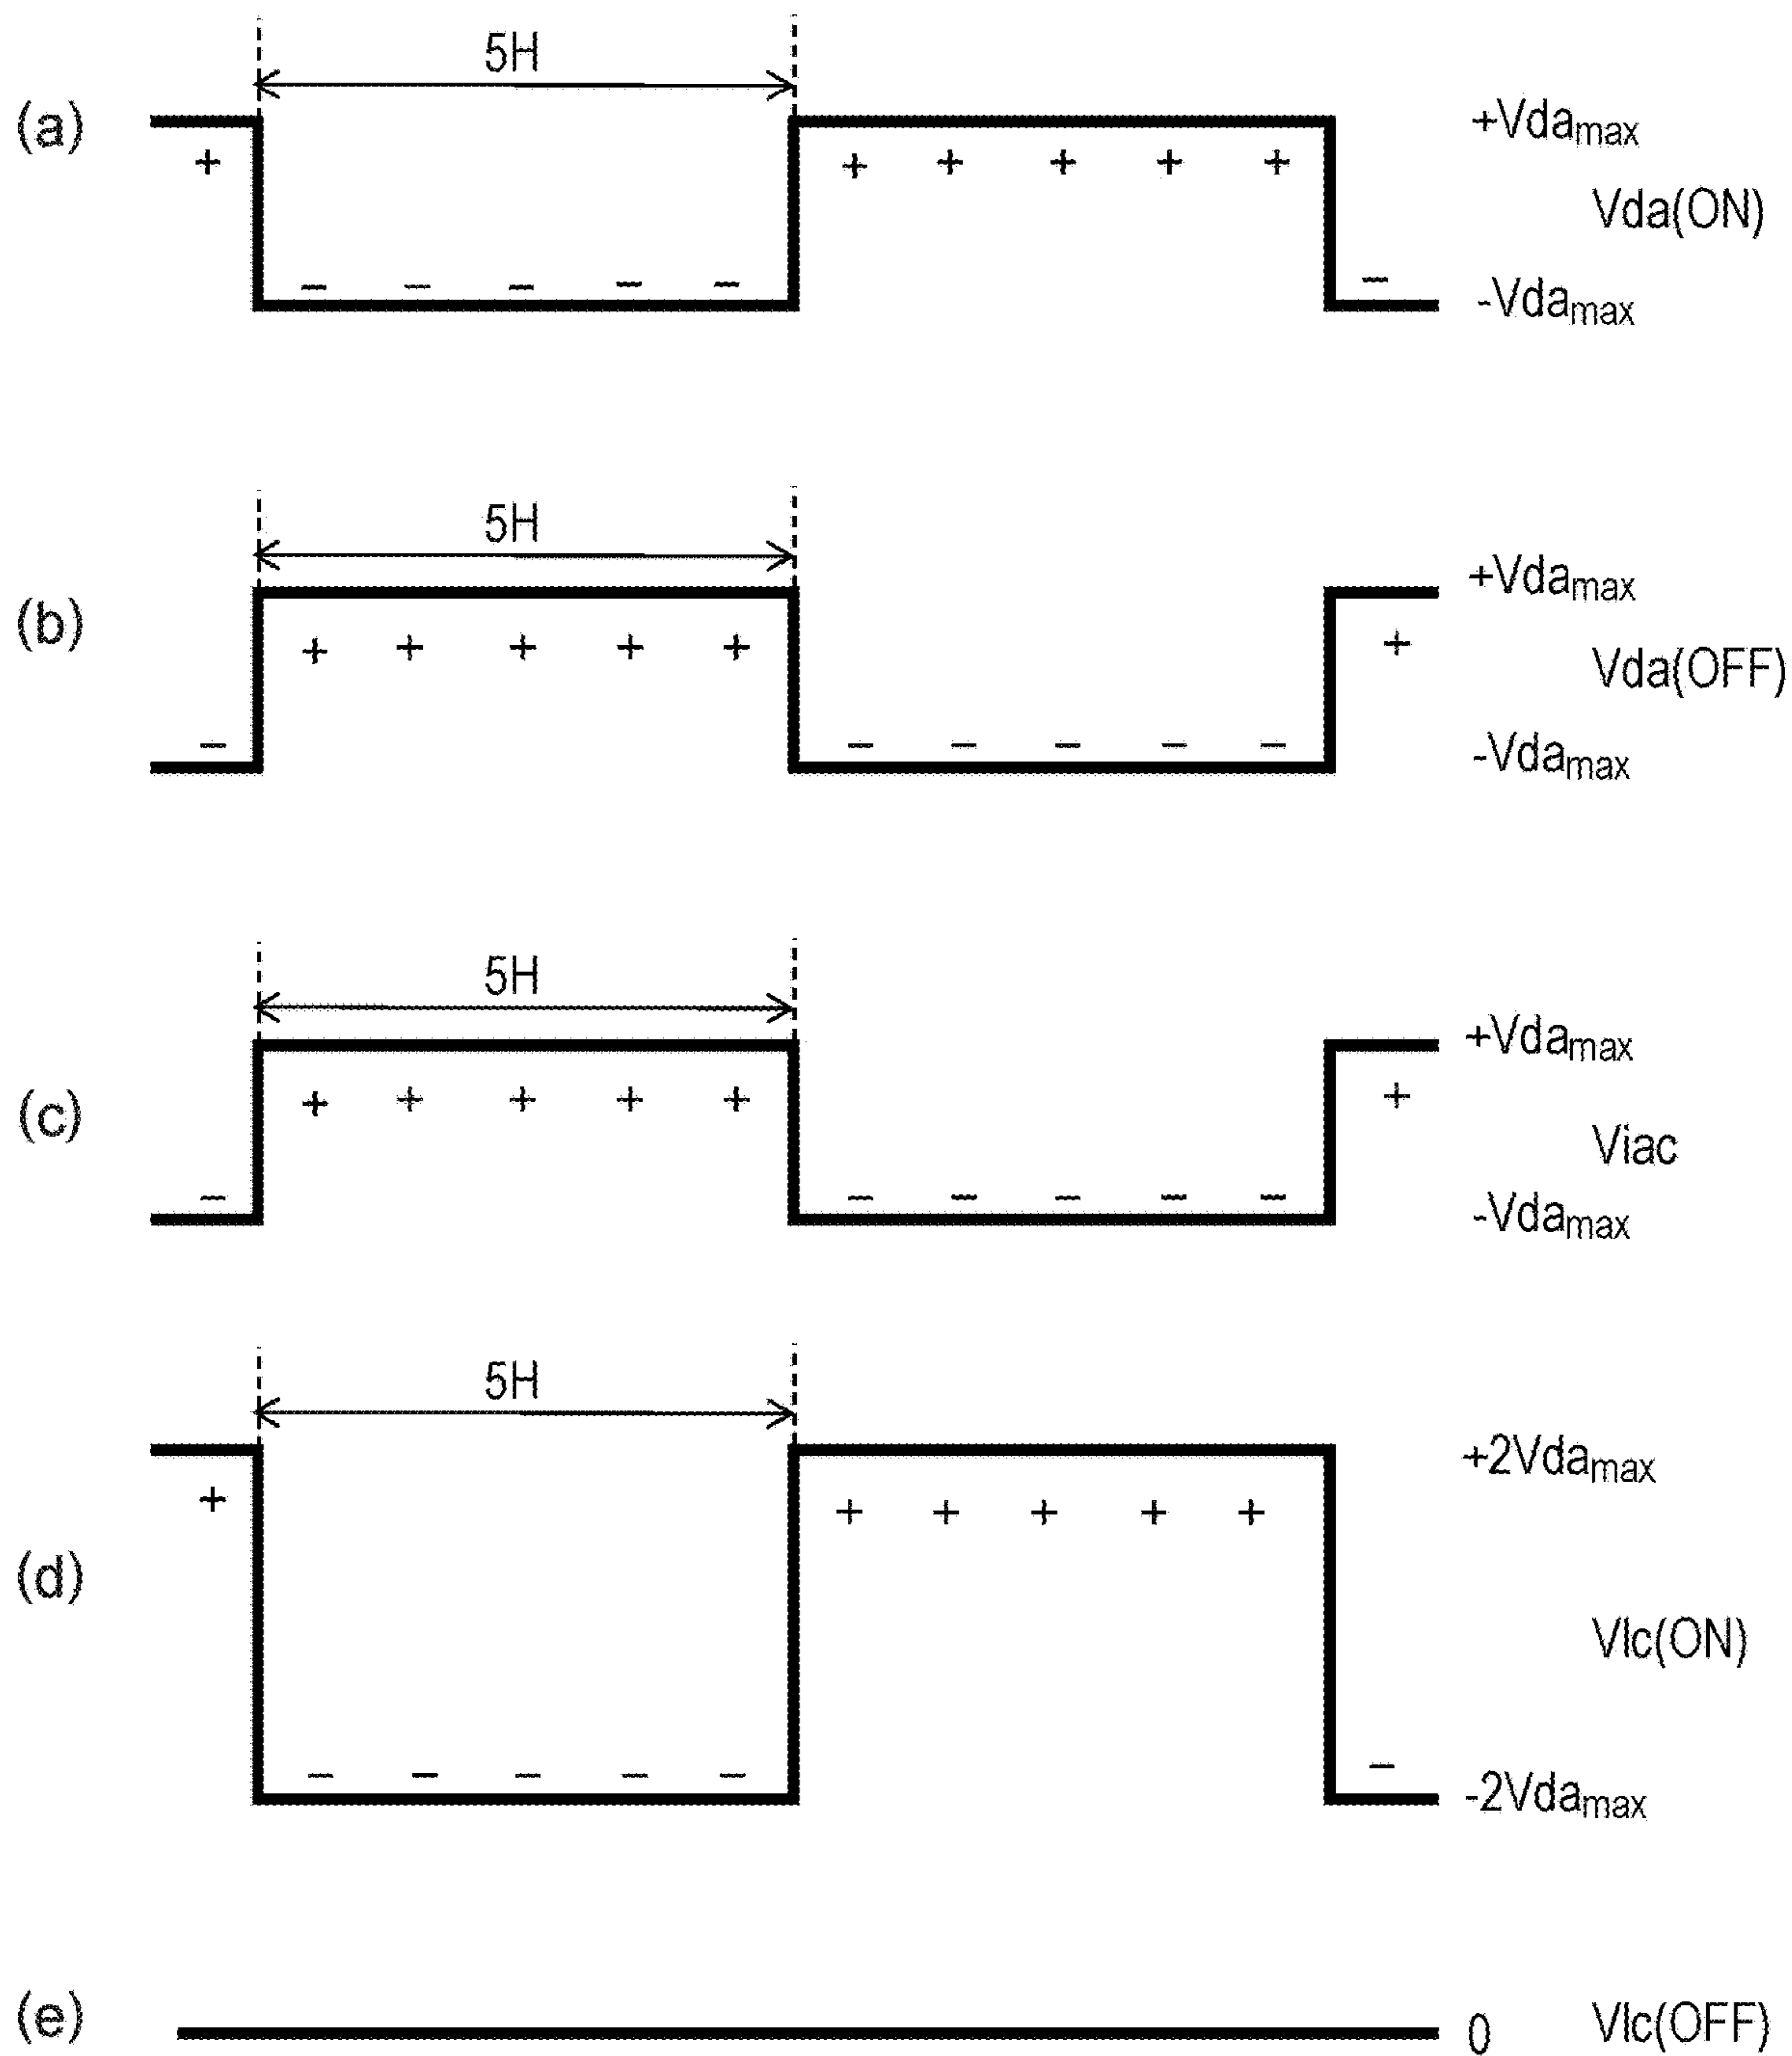 5H
(a)
+Vdamax
+ + + + + +
Vda(ON)
− − − − − −
-Vdamax
5H
(b)
+Vdamax
+ + + + + +
Vda(OFF)
− − − − − −
-Vdamax
5H
(c)
+Vdamax
+ + + + + +
Viac
− − − − − −
-Vdamax
5H
(d)
+2Vdamax
+ + + + + +
Vlc(ON)
− − − − − −
-2Vdamax
(e)
0 Vlc(OFF)